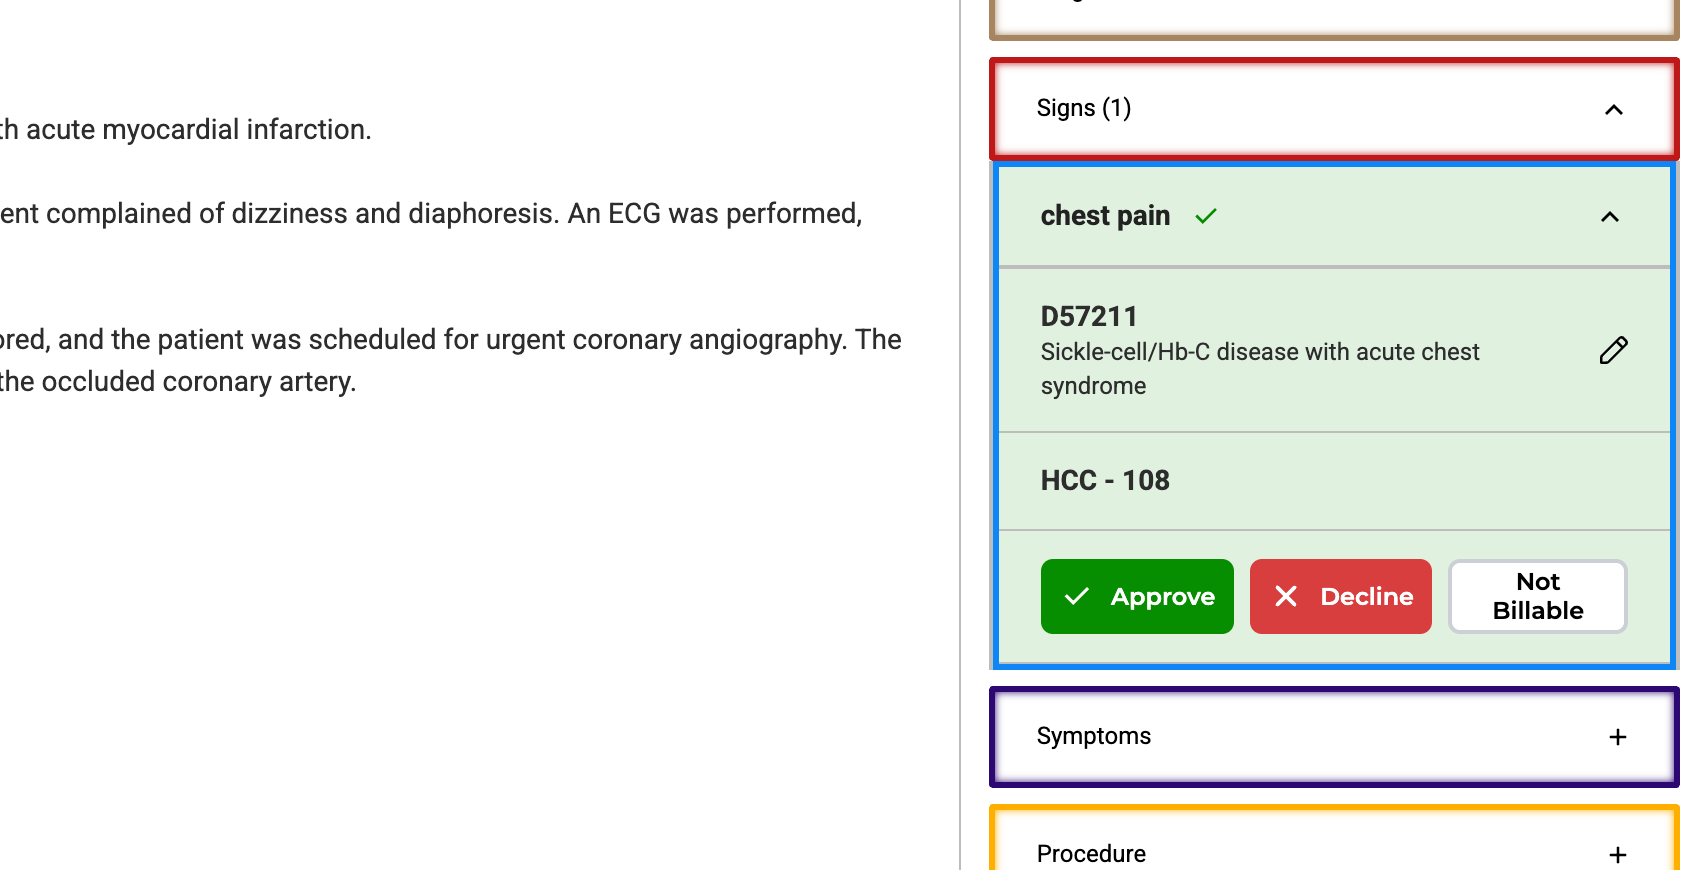 th acute myocardial infarction.
ent complained of dizziness and diaphoresis. An ECG was performed,
ored, and the patient was scheduled for urgent coronary angiography. The
the occluded coronary artery.
Signs (1)
chest pain
D57211
Sickle-cell/Hb-C disease with acute chest
syndrome
HCC - 108
Approve
Decline
Not
Billable
Symptoms
Procedure